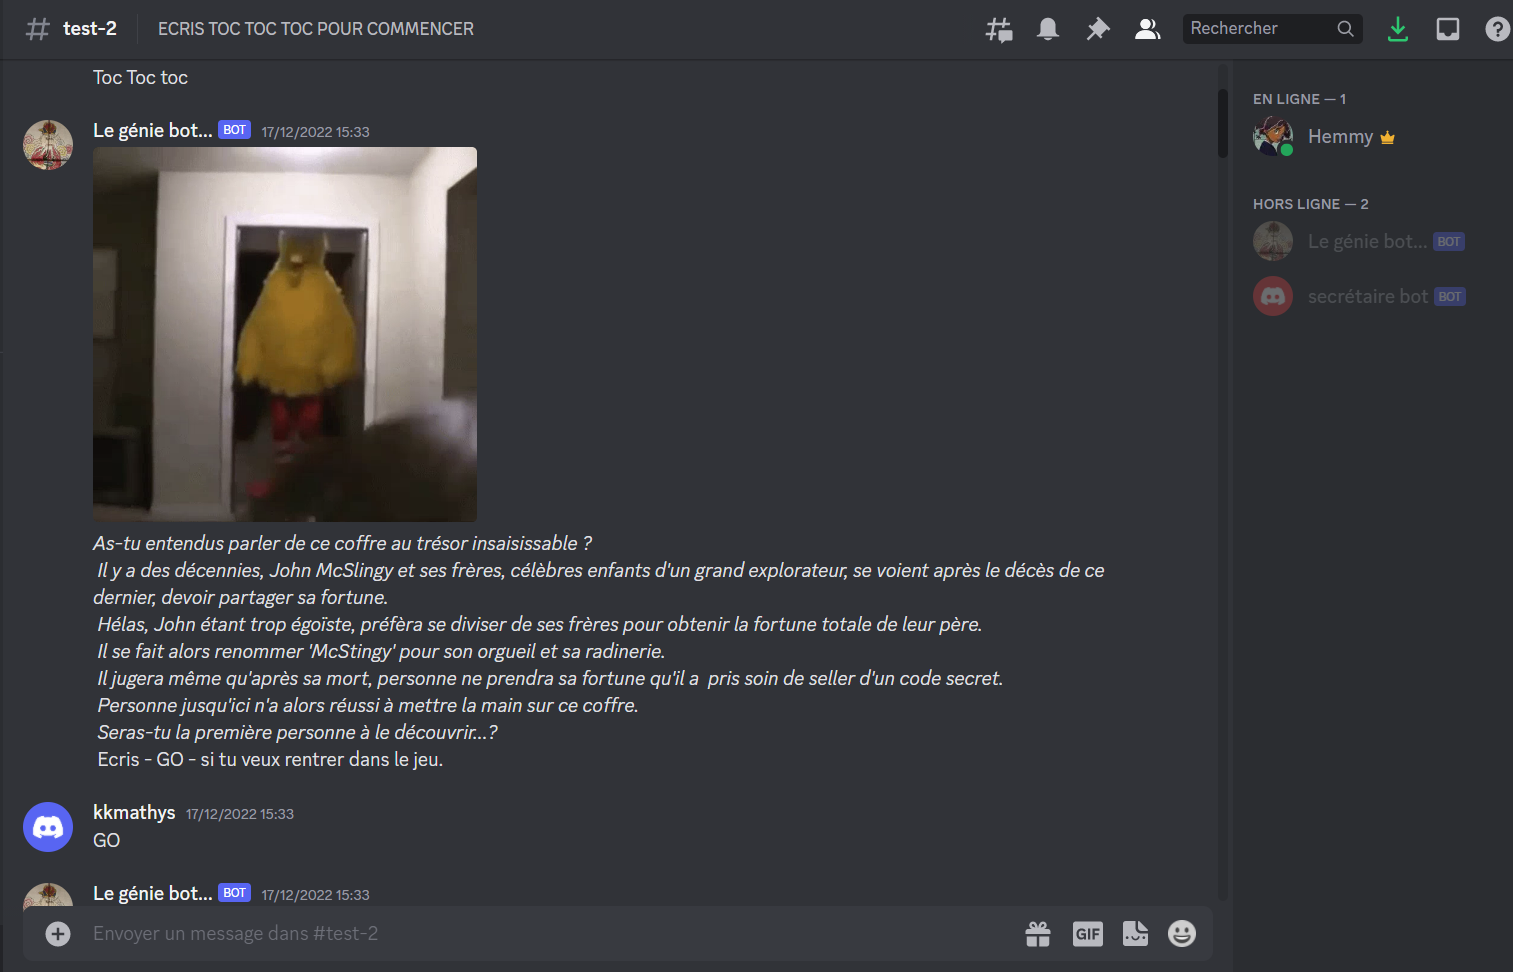 test-2
ECRIS TOC TOC TOC POUR COMMENCER
Rechercher
Toc Toc toc
Le génie bot... BOT 17/12/2022 15:33
As-tu entendus parler de ce coffre au trésor insaisissable ?
Il y a des décennies, John McSlingy et ses frères, célèbres enfants d'un grand explorateur, se voient après le décès de ce
dernier, devoir partager sa fortune.
Hélas, John étant trop égoïste, préfèra se diviser de ses frères pour obtenir la fortune totale de leur père.
Il se fait alors renommer 'McStingy' pour son orgueil et sa radinerie.
Il jugera même qu'après sa mort, personne ne prendra sa fortune qu'il a  pris soin de seller d'un code secret.
Personne jusqu'ici n'a alors réussi à mettre la main sur ce coffre.
Seras-tu la première personne à le découvrir...?
Ecris - GO - si tu veux rentrer dans le jeu.
kkmathys 17/12/2022 15:33
GO
Le génie bot... BOT 17/12/2022 15:33
Envoyer un message dans #test-2
GIF
EN LIGNE — 1
Hemmy
HORS LIGNE — 2
Le génie bot... BOT
secrétaire bot BOT